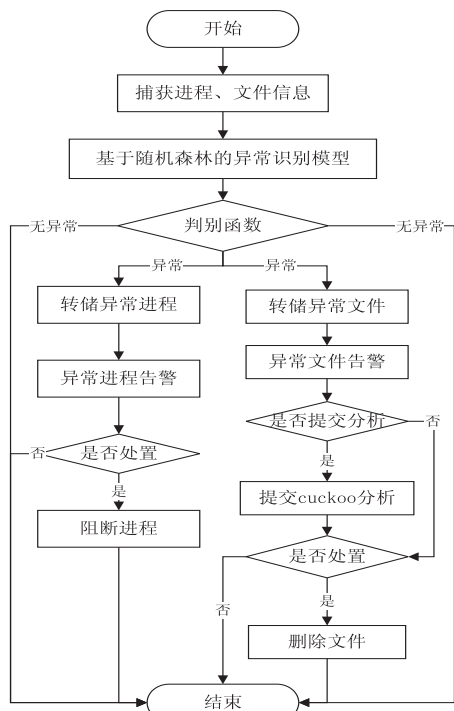 开始
捕获进程、文件信息
基于随机森林的异常识别模型
无异常
判别函数
无异常
异常
异常
转储异常进程
转储异常文件
异常进程告警
异常文件告警
是否提交分析
否
否
是否处置
是
是
提交cuckoo分析
阻断进程
是否处置
否
是
删除文件
结束